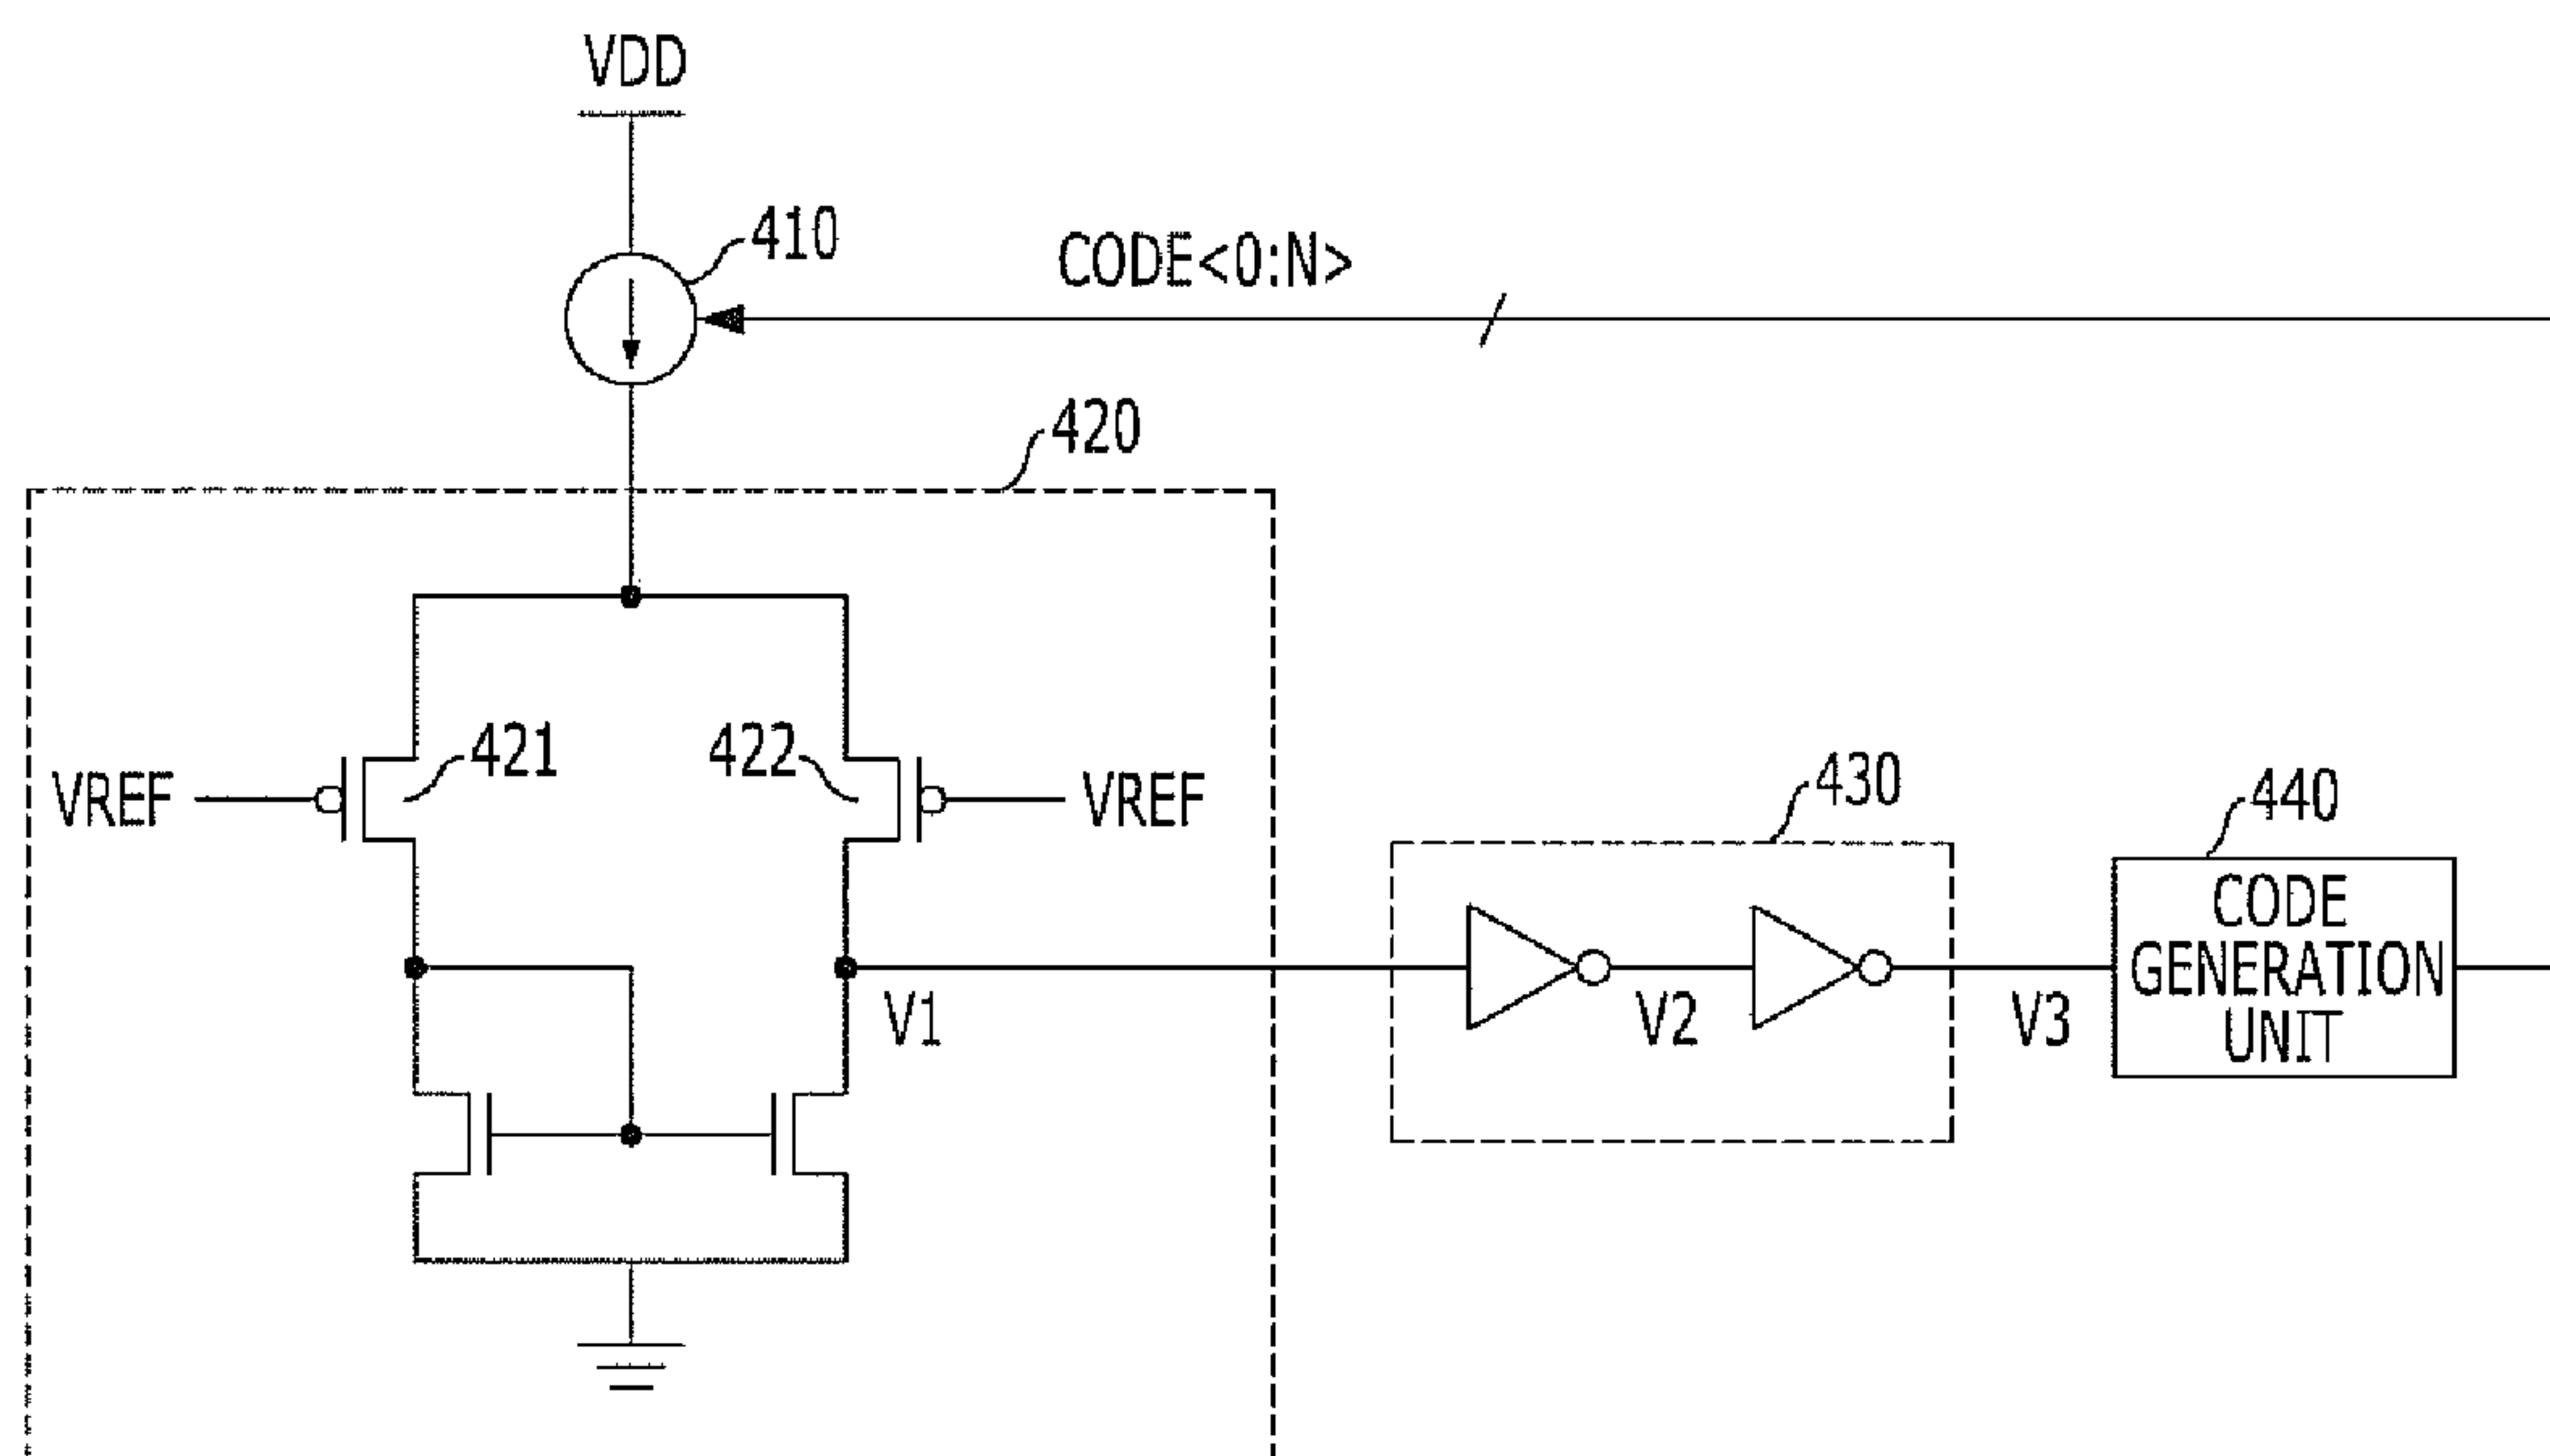 VDD
410
CODE<0:N>
420
421
422
VREF
VREF
430
440
CODE
GENERATION
UNIT
V1
V2
V3